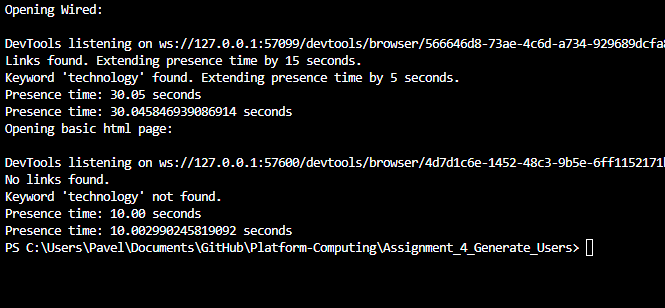 Opening Wired:
DevTools listening on ws://127.0.0.1:57099/devtools/browser/566646d8-73ae-4c6d-a734-929689dcfa8
Links found. Extending presence time by 15 seconds.
Keyword 'technology' found. Extending presence time by 5 seconds.
Presence time: 30.05 seconds
Presence time: 30.045846939086914 seconds
Opening basic html page:
DevTools listening on ws://127.0.0.1:57600/devtools/browser/4d7d1c6e-1452-48c3-9b5e-6ff1152171
No links found.
Keyword 'technology' not found.
Presence time: 10.00 seconds
Presence time: 10.002990245819092 seconds
PS C:\Users\Pavel\Documents\GitHub\Platform-Computing\Assignment_4_Generate_Users>